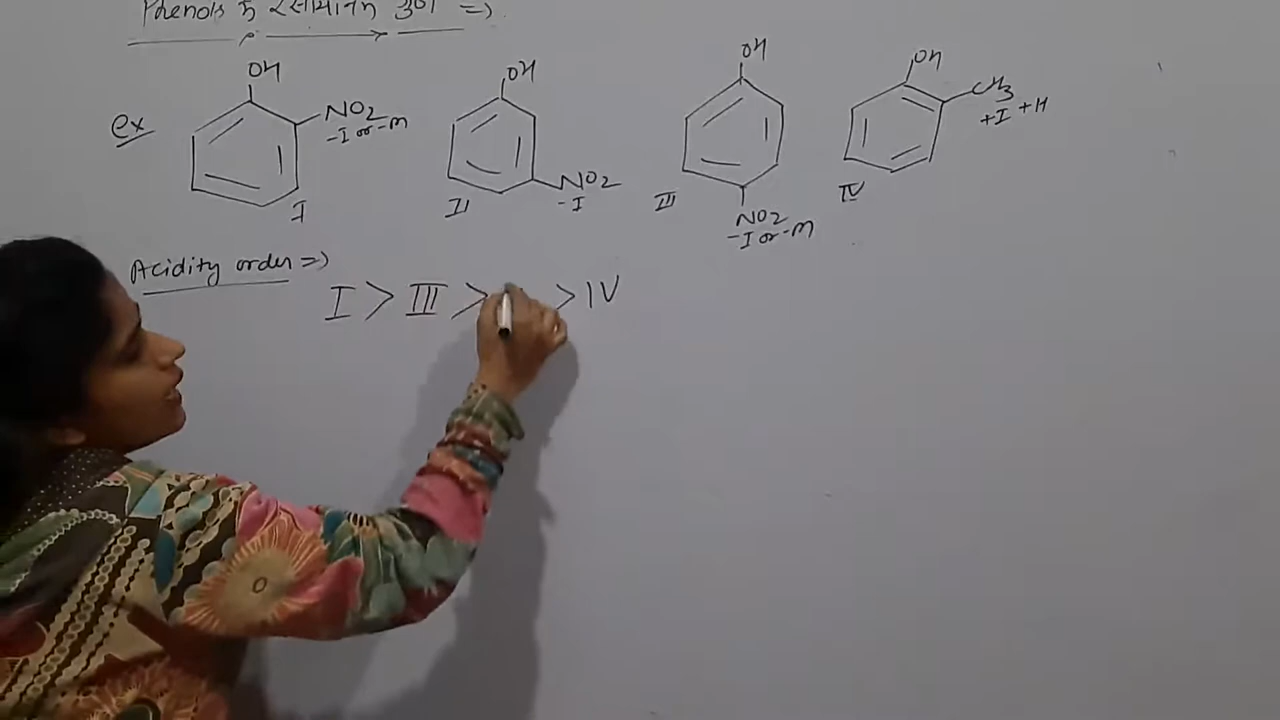 Phenols के रसायनिक गुण =>
ex
OH
NO2
-I or -m
I
OH
NO2
-I
II
OH
NO2
-I or -m
III
OH
CH3
+I +H
IV
Acidity order =>
I > III > > IV